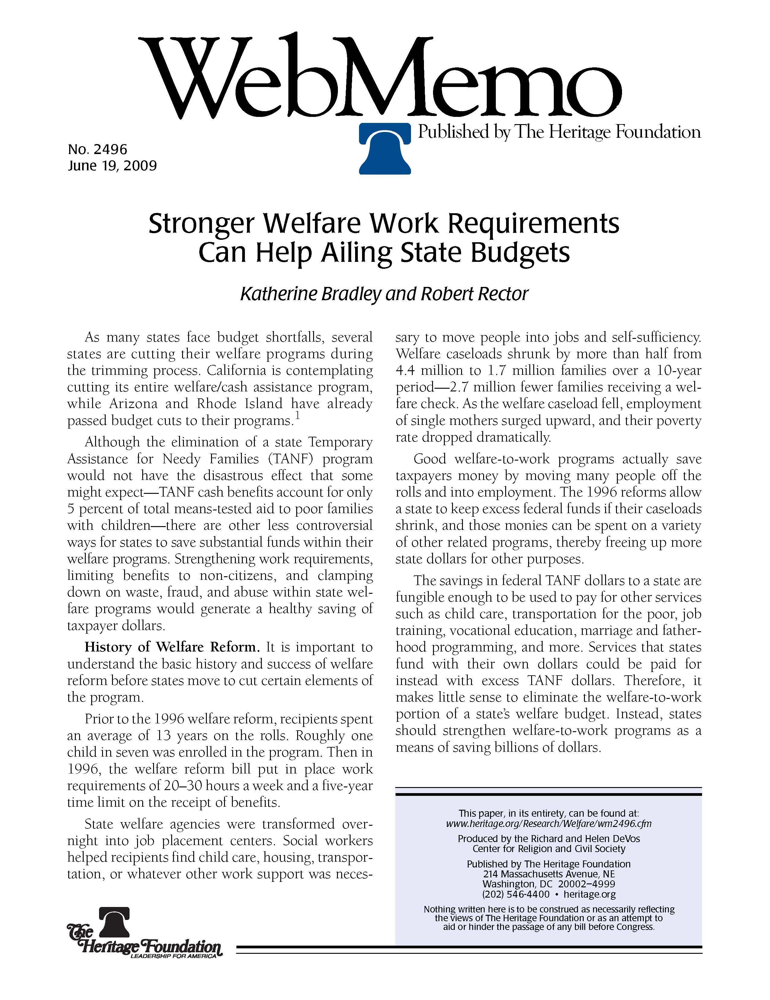 WebMemo
Published by The Heritage Foundation
No. 2496
June 19, 2009
Stronger Welfare Work Requirements
Can Help Ailing State Budgets
Katherine Bradley and Robert Rector
As many states face budget shortfalls, several
states are cutting their welfare programs during
the trimming process. California is contemplating
cutting its entire welfare/cash assistance program,
while Arizona and Rhode Island have already
passed budget cuts to their programs.1
Although the elimination of a state Temporary
Assistance for Needy Families (TANF) program
would not have the disastrous effect that some
might expect—TANF cash benefits account for only
5 percent of total means-tested aid to poor families
with children—there are other less controversial
ways for states to save substantial funds within their
welfare programs. Strengthening work requirements,
limiting benefits to non-citizens, and clamping
down on waste, fraud, and abuse within state wel-
fare programs would generate a healthy saving of
taxpayer dollars.
History of Welfare Reform. It is important to
understand the basic history and success of welfare
reform before states move to cut certain elements of
the program.
Prior to the 1996 welfare reform, recipients spent
an average of 13 years on the rolls. Roughly one
child in seven was enrolled in the program. Then in
1996, the welfare reform bill put in place work
requirements of 20–30 hours a week and a five-year
time limit on the receipt of benefits.
State welfare agencies were transformed over-
night into job placement centers. Social workers
helped recipients find child care, housing, transpor-
tation, or whatever other work support was neces-
sary to move people into jobs and self-sufficiency.
Welfare caseloads shrunk by more than half from
4.4 million to 1.7 million families over a 10-year
period—2.7 million fewer families receiving a wel-
fare check. As the welfare caseload fell, employment
of single mothers surged upward, and their poverty
rate dropped dramatically.
Good welfare-to-work programs actually save
taxpayers money by moving many people off the
rolls and into employment. The 1996 reforms allow
a state to keep excess federal funds if their caseloads
shrink, and those monies can be spent on a variety
of other related programs, thereby freeing up more
state dollars for other purposes.
The savings in federal TANF dollars to a state are
fungible enough to be used to pay for other services
such as child care, transportation for the poor, job
training, vocational education, marriage and father-
hood programming, and more. Services that states
fund with their own dollars could be paid for
instead with excess TANF dollars. Therefore, it
makes little sense to eliminate the welfare-to-work
portion of a state's welfare budget. Instead, states
should strengthen welfare-to-work programs as a
means of saving billions of dollars.
This paper, in its entirety, can be found at:
www.heritage.org/Research/Welfare/wm2496.cfm
Produced by the Richard and Helen DeVos
Center for Religion and Civil Society
Published by The Heritage Foundation
214 Massachusetts Avenue, NE
Washington, DC 20002–4999
(202) 546-4400 • heritage.org
Nothing written here is to be construed as necessarily reflecting
the views of The Heritage Foundation or as an attempt to
aid or hinder the passage of any bill before Congress.
The
Heritage Foundation
LEADERSHIP FOR AMERICA